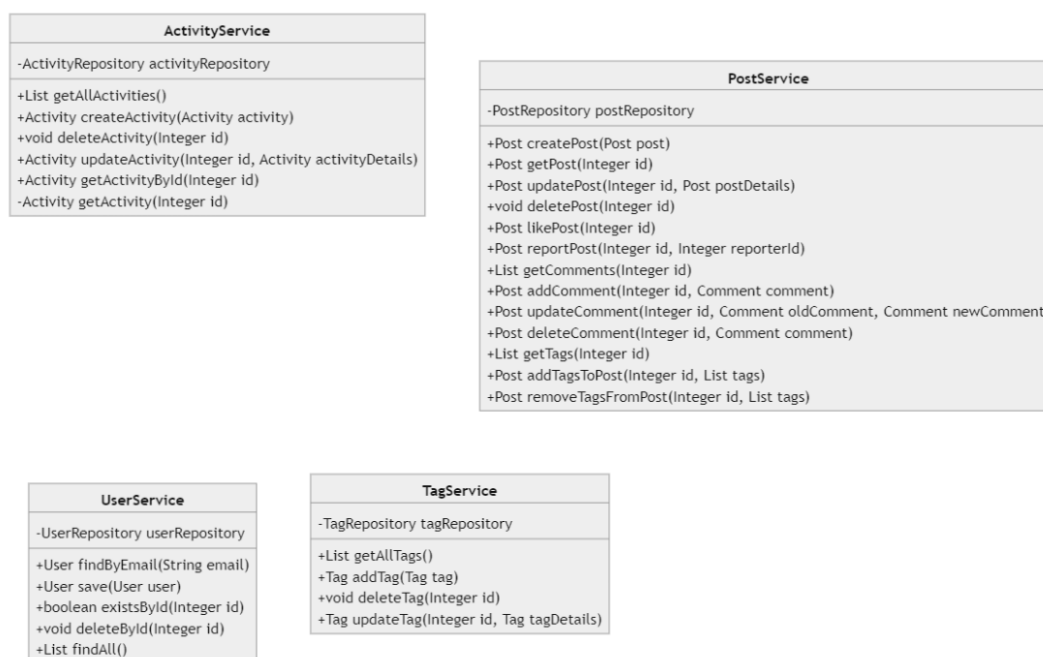 ActivityService
-ActivityRepository activityRepository
+List getAllActivities()
+Activity createActivity(Activity activity)
+void deleteActivity(Integer id)
+Activity updateActivity(Integer id, Activity activityDetails)
+Activity getActivityById(Integer id)
-Activity getActivity(Integer id)
PostService
-PostRepository postRepository
+Post createPost(Post post)
+Post getPost(Integer id)
+Post updatePost(Integer id, Post postDetails)
+void deletePost(Integer id)
+Post likePost(Integer id)
+Post reportPost(Integer id, Integer reporterId)
+List getComments(Integer id)
+Post addComment(Integer id, Comment comment)
+Post updateComment(Integer id, Comment oldComment, Comment newComment
+Post deleteComment(Integer id, Comment comment)
+List getTags(Integer id)
+Post addTagsToPost(Integer id, List tags)
+Post removeTagsFromPost(Integer id, List tags)
UserService
-UserRepository userRepository
+User findByEmail(String email)
+User save(User user)
+boolean existsById(Integer id)
+void deleteById(Integer id)
+List findAll()
TagService
-TagRepository tagRepository
+List getAllTags()
+Tag addTag(Tag tag)
+void deleteTag(Integer id)
+Tag updateTag(Integer id, Tag tagDetails)